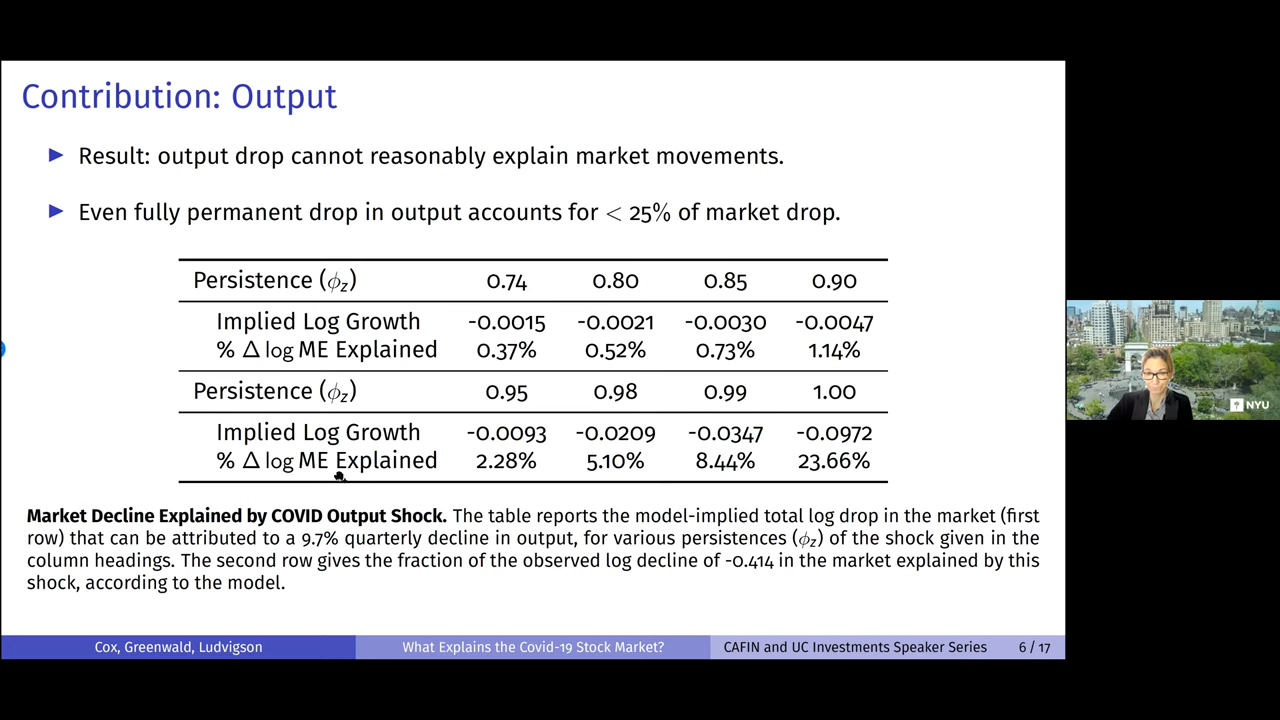 Contribution: Output
▶ Result: output drop cannot reasonably explain market movements.
▶ Even fully permanent drop in output accounts for < 25% of market drop.
Persistence (ϕz) 0.74 0.80 0.85 0.90
Implied Log Growth -0.0015 -0.0021 -0.0030 -0.0047
% Δ log ME Explained 0.37% 0.52% 0.73% 1.14%
Persistence (ϕz) 0.95 0.98 0.99 1.00
Implied Log Growth -0.0093 -0.0209 -0.0347 -0.0972
% Δ log ME Explained 2.28% 5.10% 8.44% 23.66%
Market Decline Explained by COVID Output Shock. The table reports the model-implied total log drop in the market (first
row) that can be attributed to a 9.7% quarterly decline in output, for various persistences (ϕz) of the shock given in the
column headings. The second row gives the fraction of the observed log decline of -0.414 in the market explained by this
shock, according to the model.
Cox, Greenwald, Ludvigson What Explains the Covid-19 Stock Market? CAFIN and UC Investments Speaker Series 6 / 17
NYU